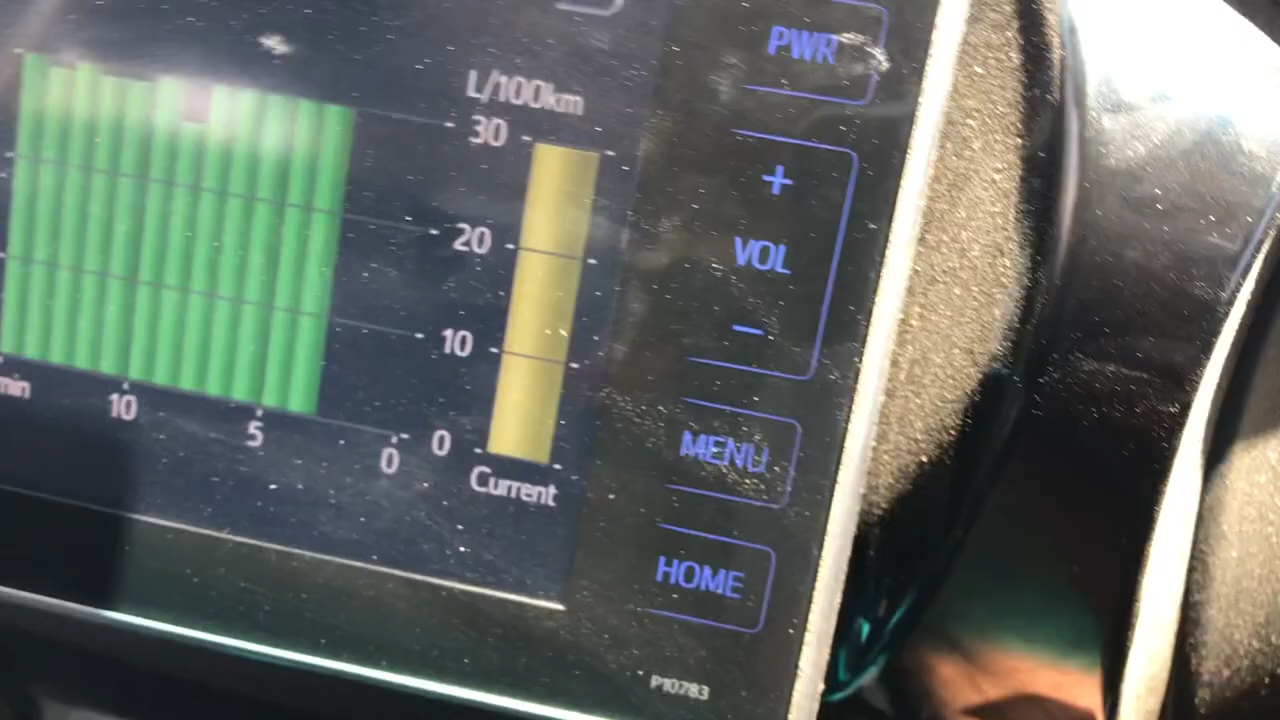 PWR
L/100km
30
+
20
VOL
10
-
min
10
5
0
0
Current
MENU
HOME
P10783